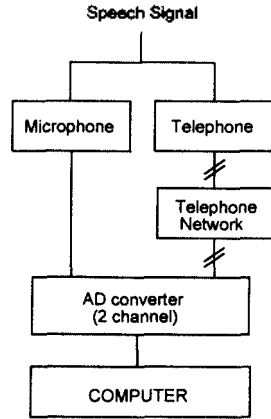 Speech Signal
Microphone
Telephone
Telephone
Network
AD converter
(2 channel)
COMPUTER